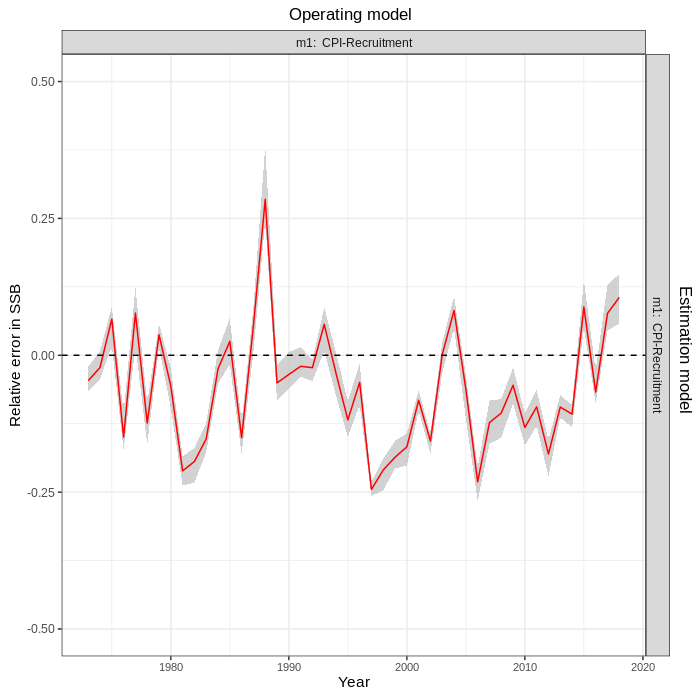 Operating model
m1: CPI-Recruitment
0.50
0.25
0.00
-0.25
-0.50
Relative error in SSB
1980
1990
2000
2010
2020
Year
m1: CPI-Recruitment
Estimation model